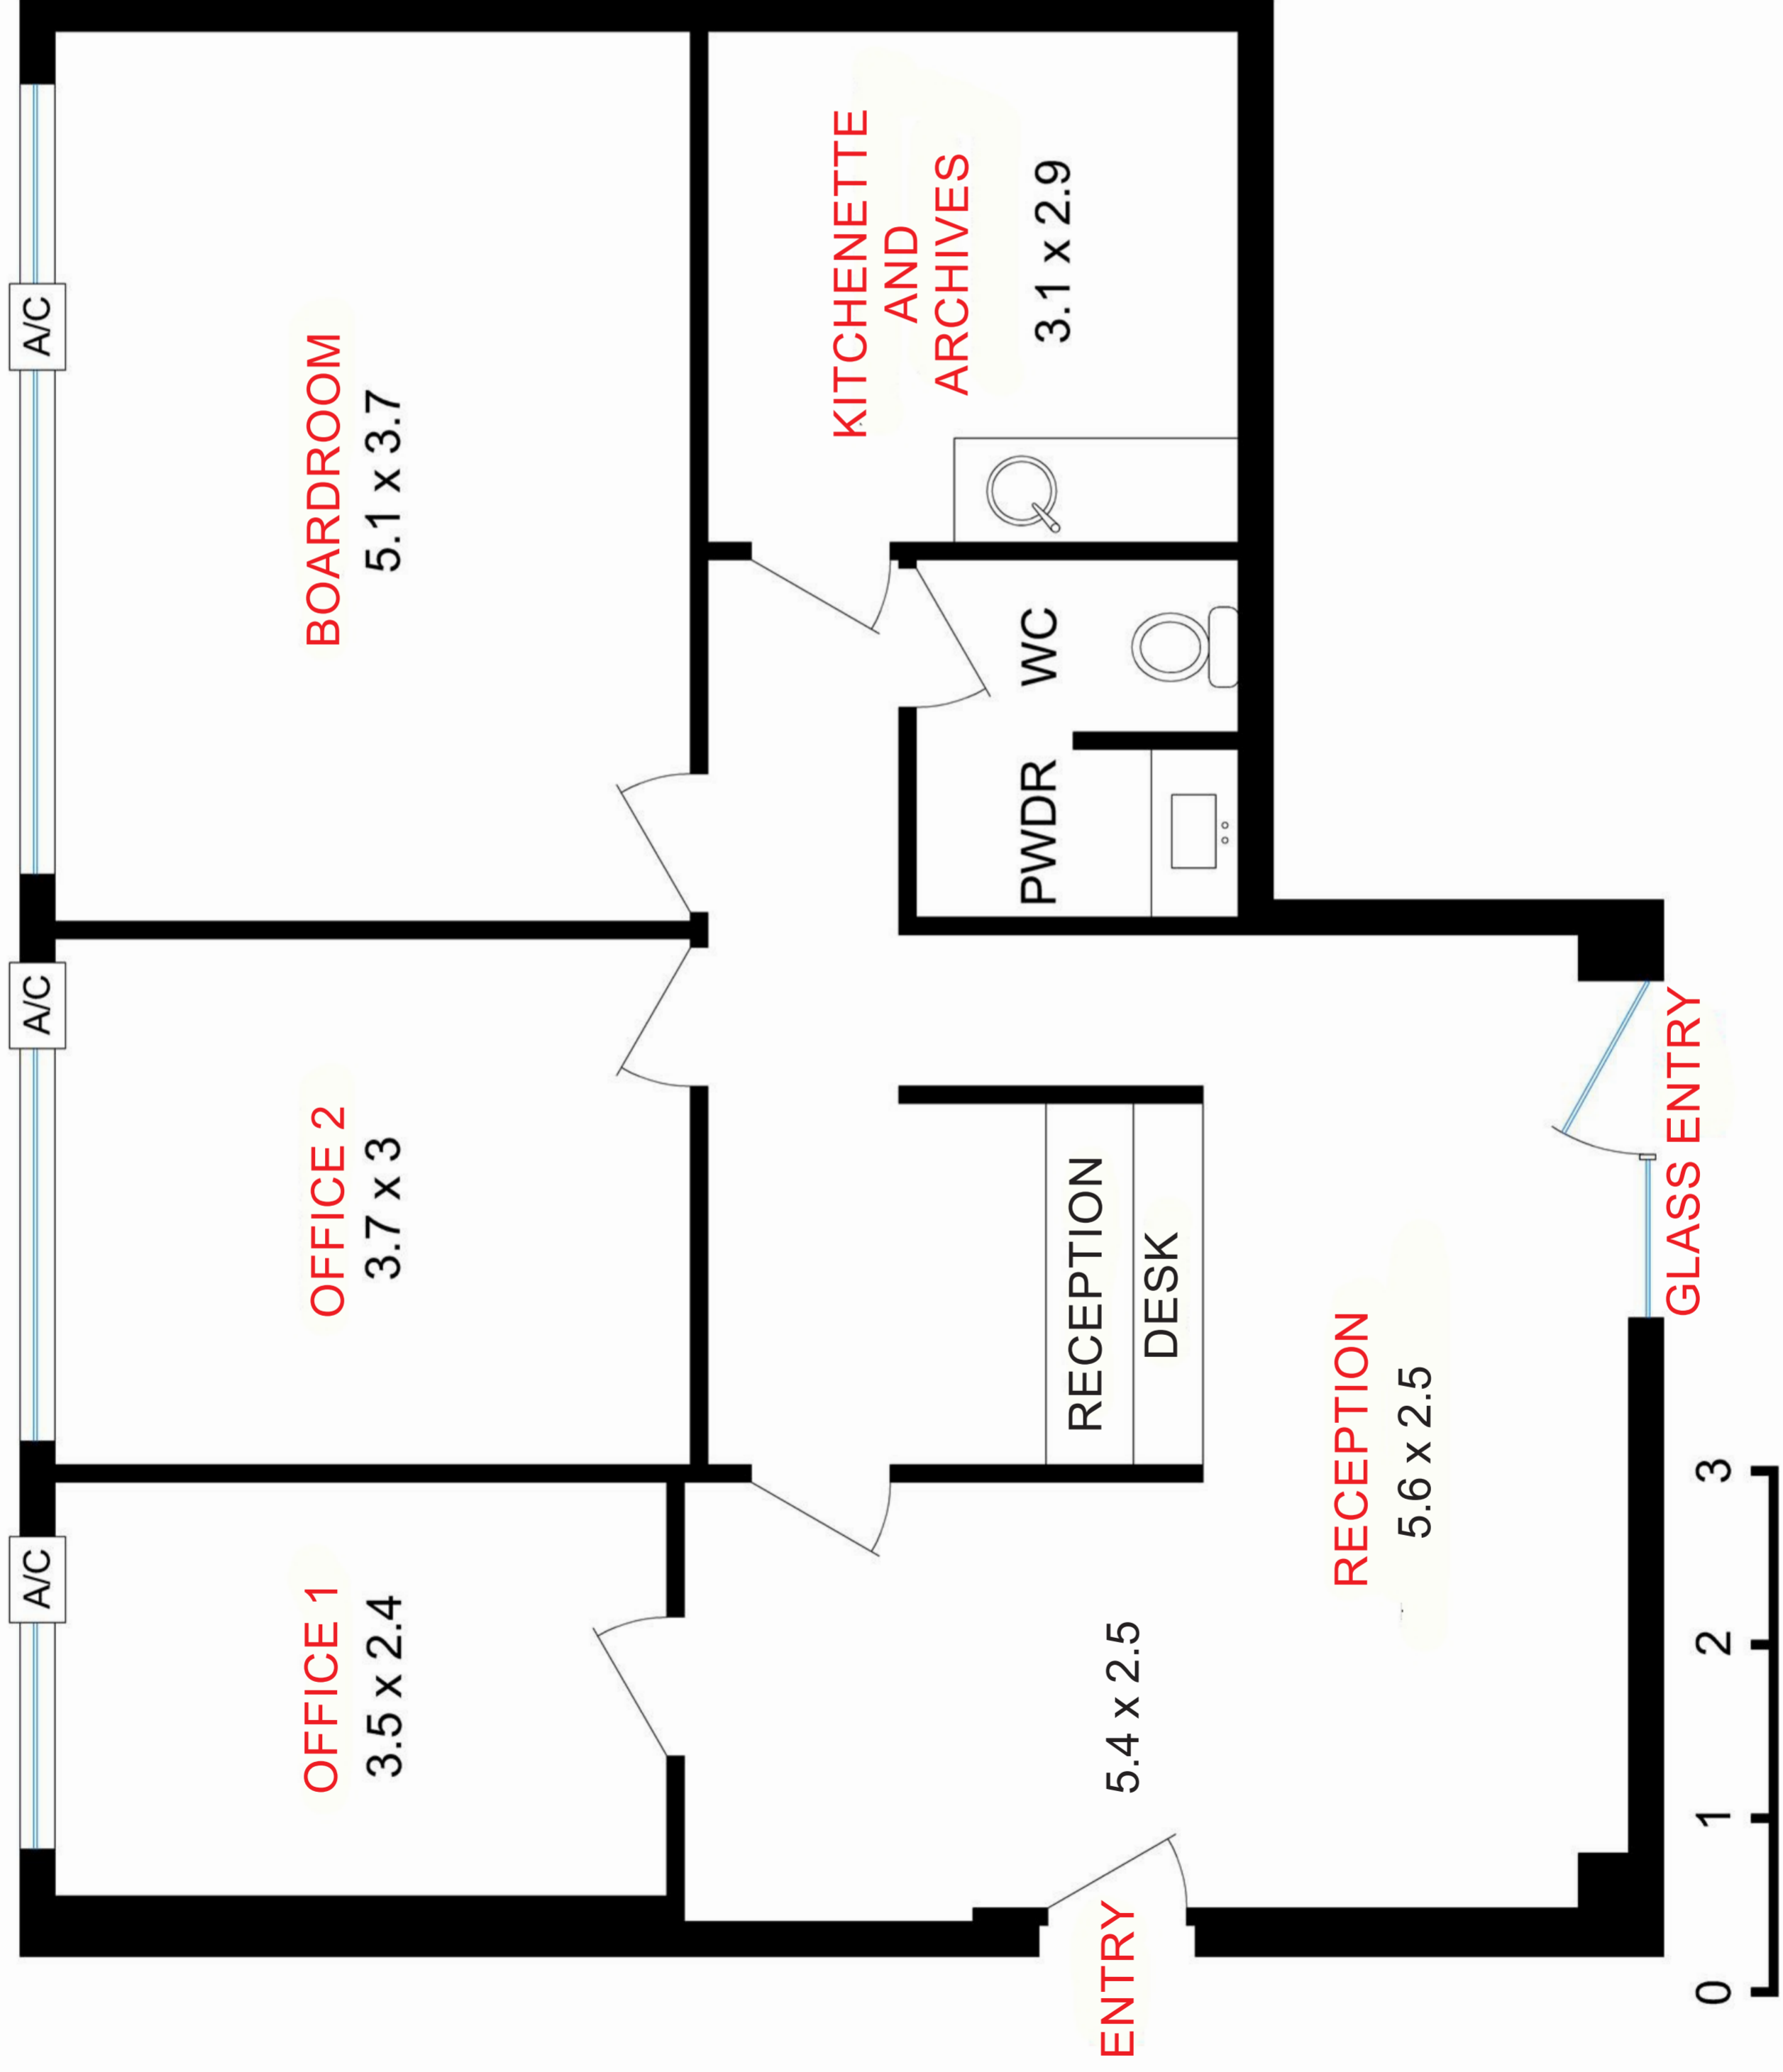 A/C
A/C
A/C
OFFICE 1
3.5 x 2.4
OFFICE 2
3.7 x 3
BOARDROOM
5.1 x 3.7
KITCHENETTE
AND
ARCHIVES
3.1 x 2.9
PWDR
WC
RECEPTION
DESK
5.4 x 2.5
ENTRY
RECEPTION
5.6 x 2.5
GLASS ENTRY
0 1 2 3